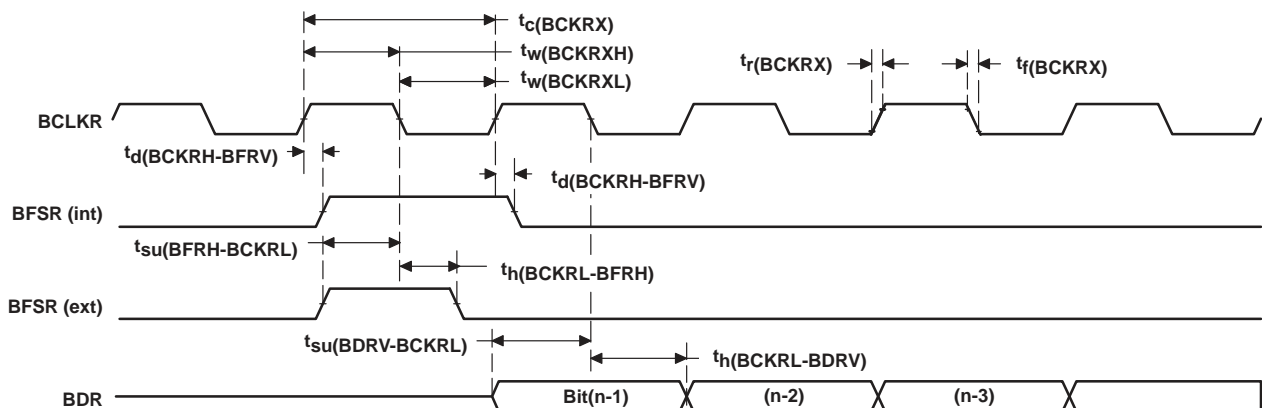 tc(BCKRX)
tw(BCKRXH)
tr(BCKRX)
tf(BCKRX)
tw(BCKRXL)
BCLKR
td(BCKRH-BFRV)
td(BCKRH-BFRV)
BFSR (int)
tsu(BFRH-BCKRL)
th(BCKRL-BFRH)
BFSR (ext)
tsu(BDRV-BCKRL)
th(BCKRL-BDRV)
BDR
Bit(n-1)
(n-2)
(n-3)